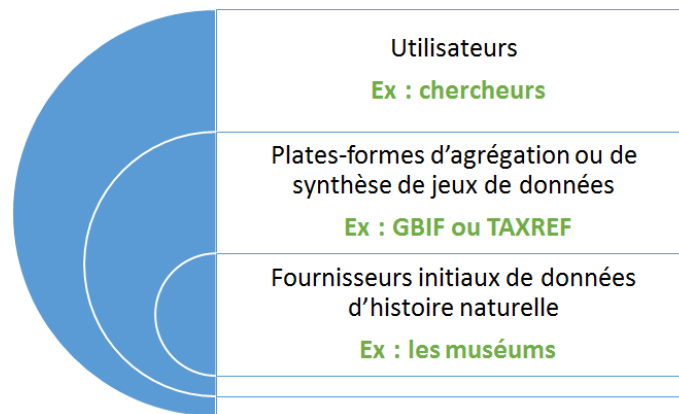 Utilisateurs
Ex : chercheurs
Plates-formes d’agrégation ou de
synthèse de jeux de données
Ex : GBIF ou TAXREF
Fournisseurs initiaux de données
d’histoire naturelle
Ex : les muséums